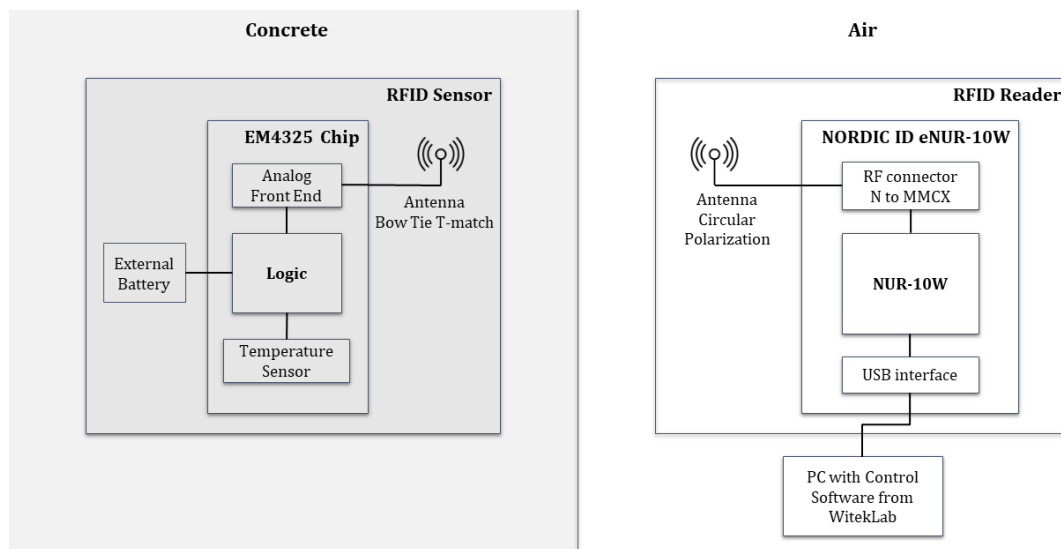 Concrete
RFID Sensor
EM4325 Chip
Analog
Front End
Antenna
Bow Tie T-match
External
Battery
Logic
Temperature
Sensor
Air
RFID Reader
NORDIC ID eNUR-10W
RF connector
N to MMCX
Antenna
Circular
Polarization
NUR-10W
USB interface
PC with Control
Software from
WitekLab